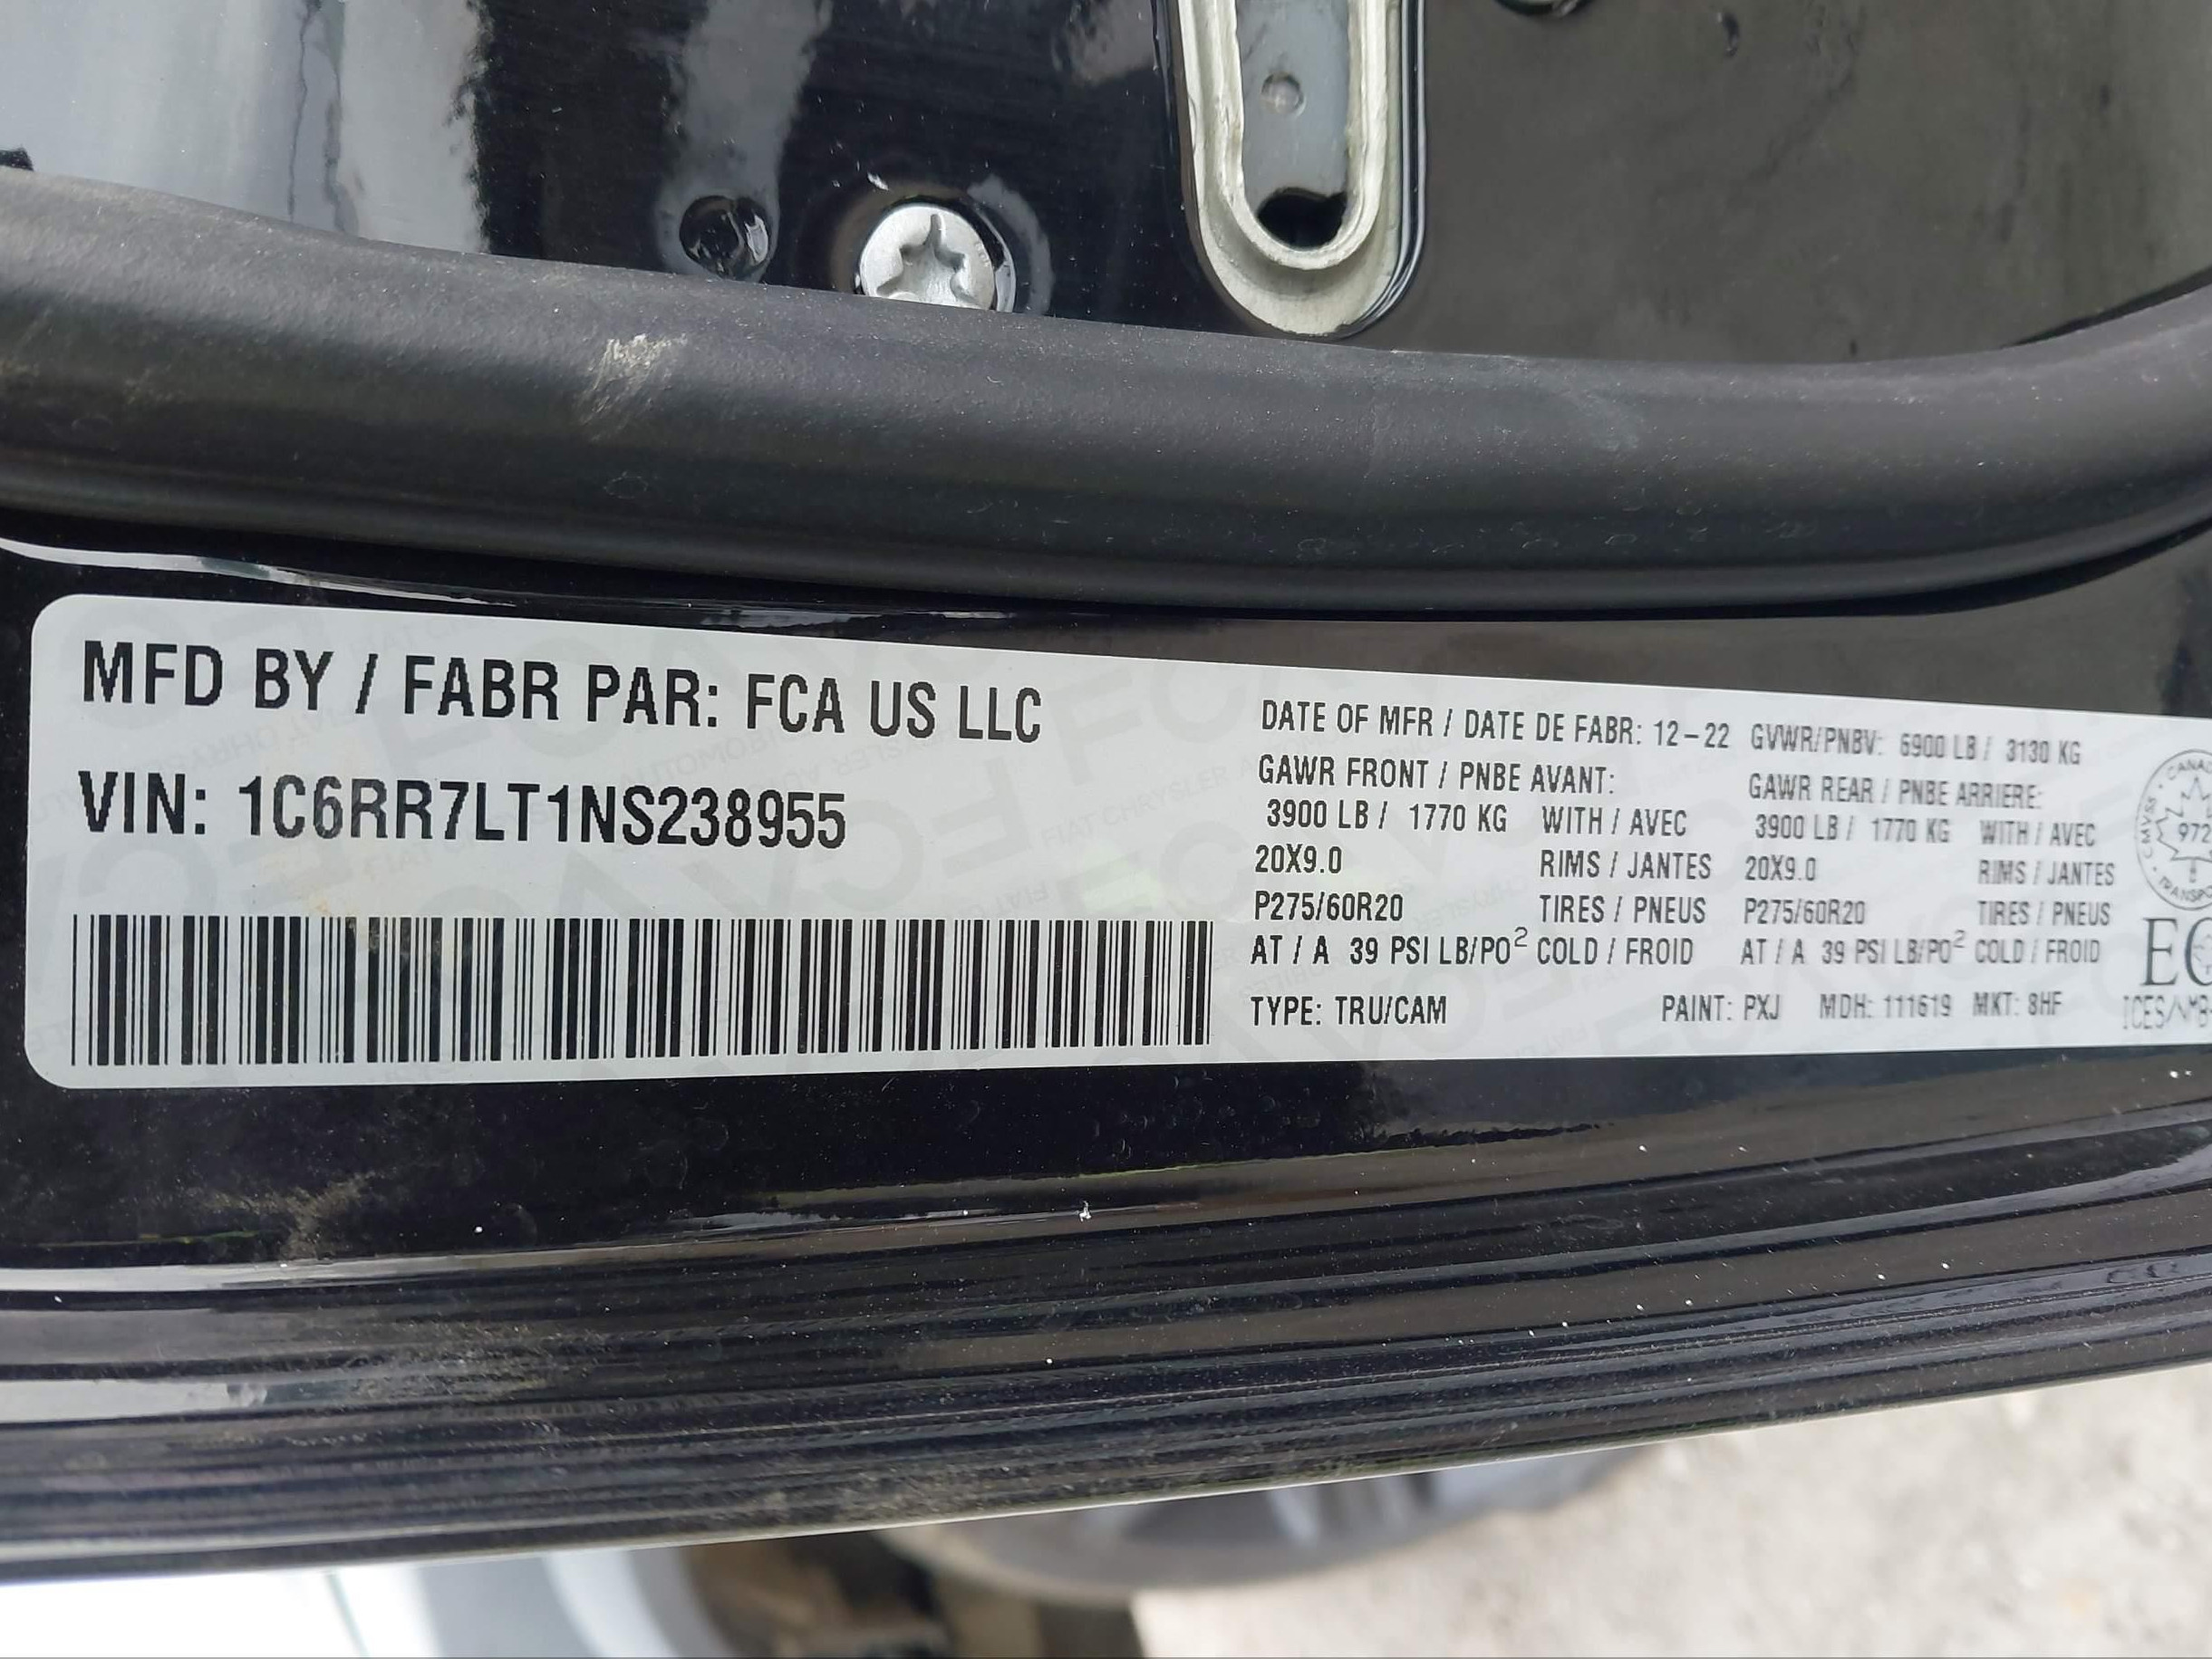 MFD BY / FABR PAR: FCA US LLC
VIN: 1C6RR7LT1NS238955
DATE OF MFR / DATE DE FABR: 12-22 GVWR/PNBV: 6900 LB / 3130 KG
GAWR FRONT / PNBE AVANT:
3900 LB / 1770 KG WITH / AVEC
20X9.0 RIMS / JANTES
P275/60R20 TIRES / PNEUS
AT / A 39 PSI LB/PO² COLD / FROID
GAWR REAR / PNBE ARRIERE:
3900 LB / 1770 KG WITH / AVEC
20X9.0 RIMS / JANTES
P275/60R20 TIRES / PNEUS
AT / A 39 PSI LB/PO² COLD / FROID
TYPE: TRU/CAM PAINT: PXJ MDH: 111619 MKT: 8HF
CMVSS
972